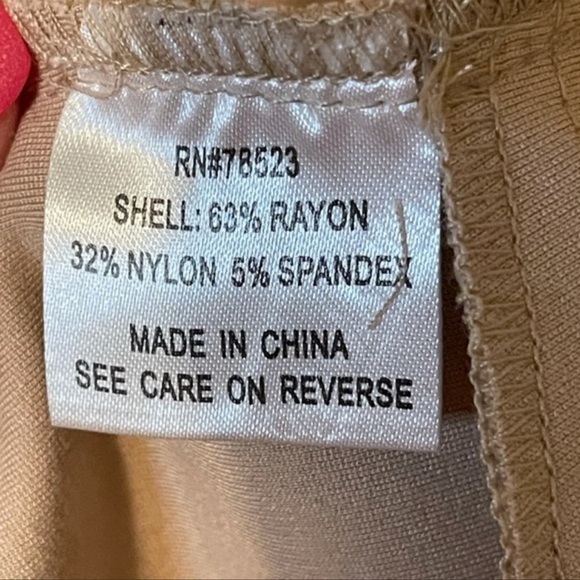 RN#78523
SHELL: 63% RAYON
32% NYLON 5% SPANDEX
MADE IN CHINA
SEE CARE ON REVERSE